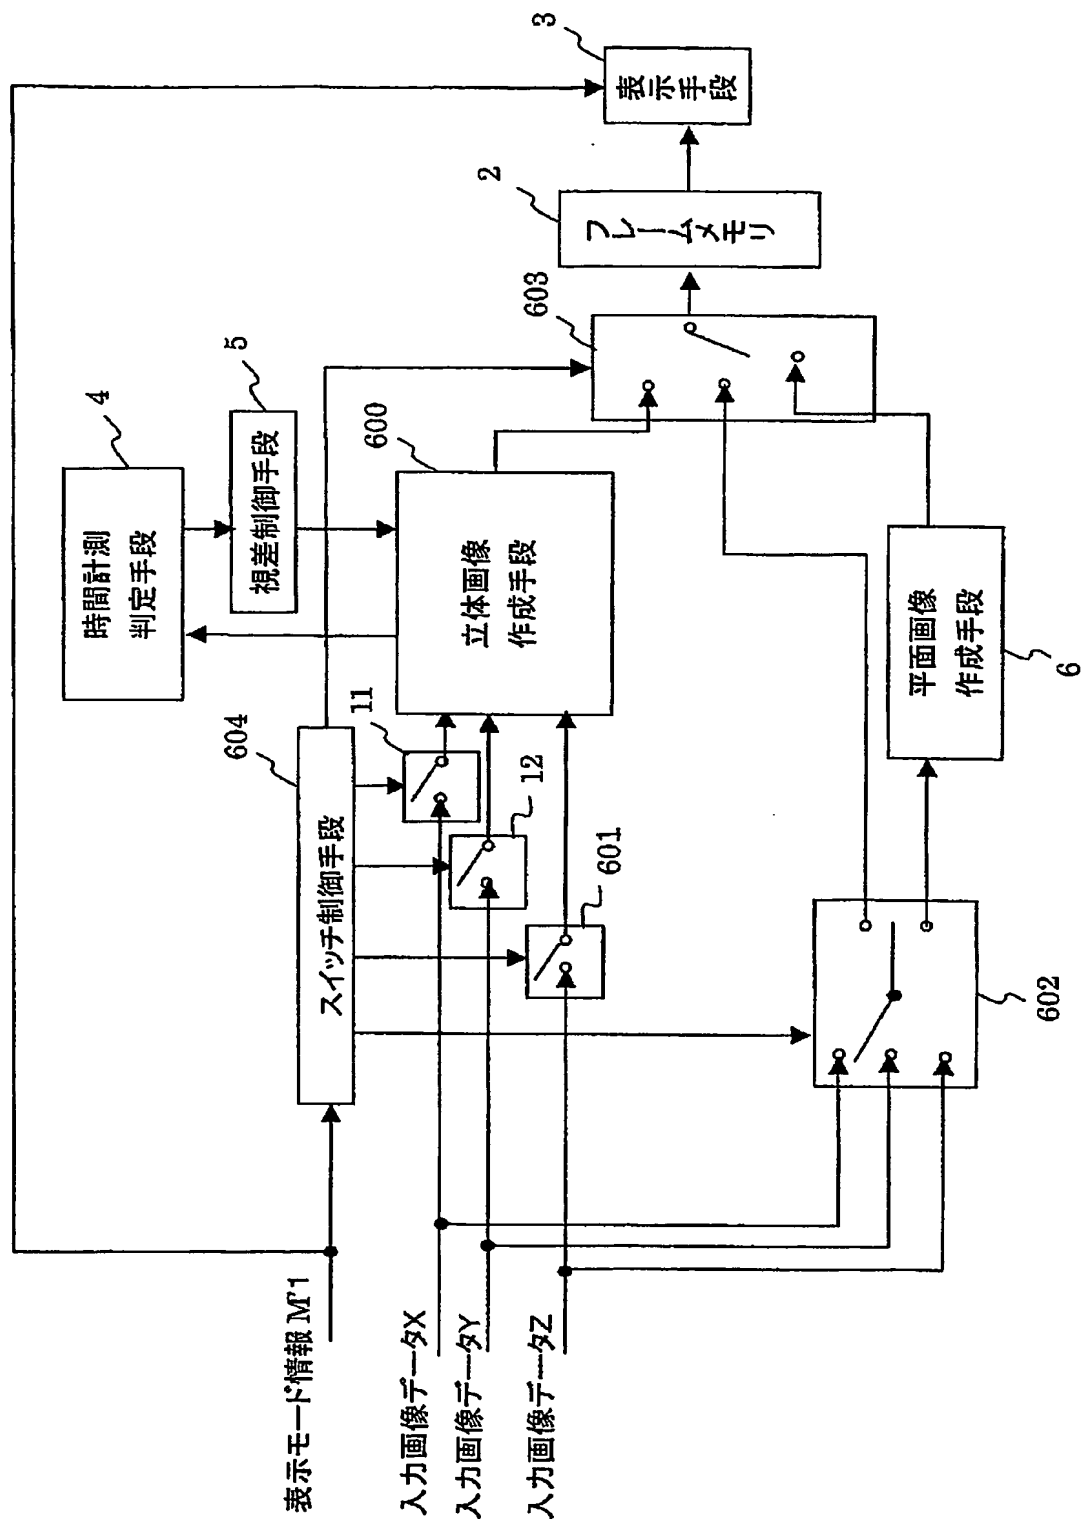 3
表示手段
2
フレームメモリ
603
5
視差制御手段
4
時間計測
判定手段
600
立体画像
作成手段
平面画像
作成手段
6
604
スイッチ制御手段
11
12
601
602
表示モード情報M'1
入力画像データX
入力画像データY
入力画像データZ